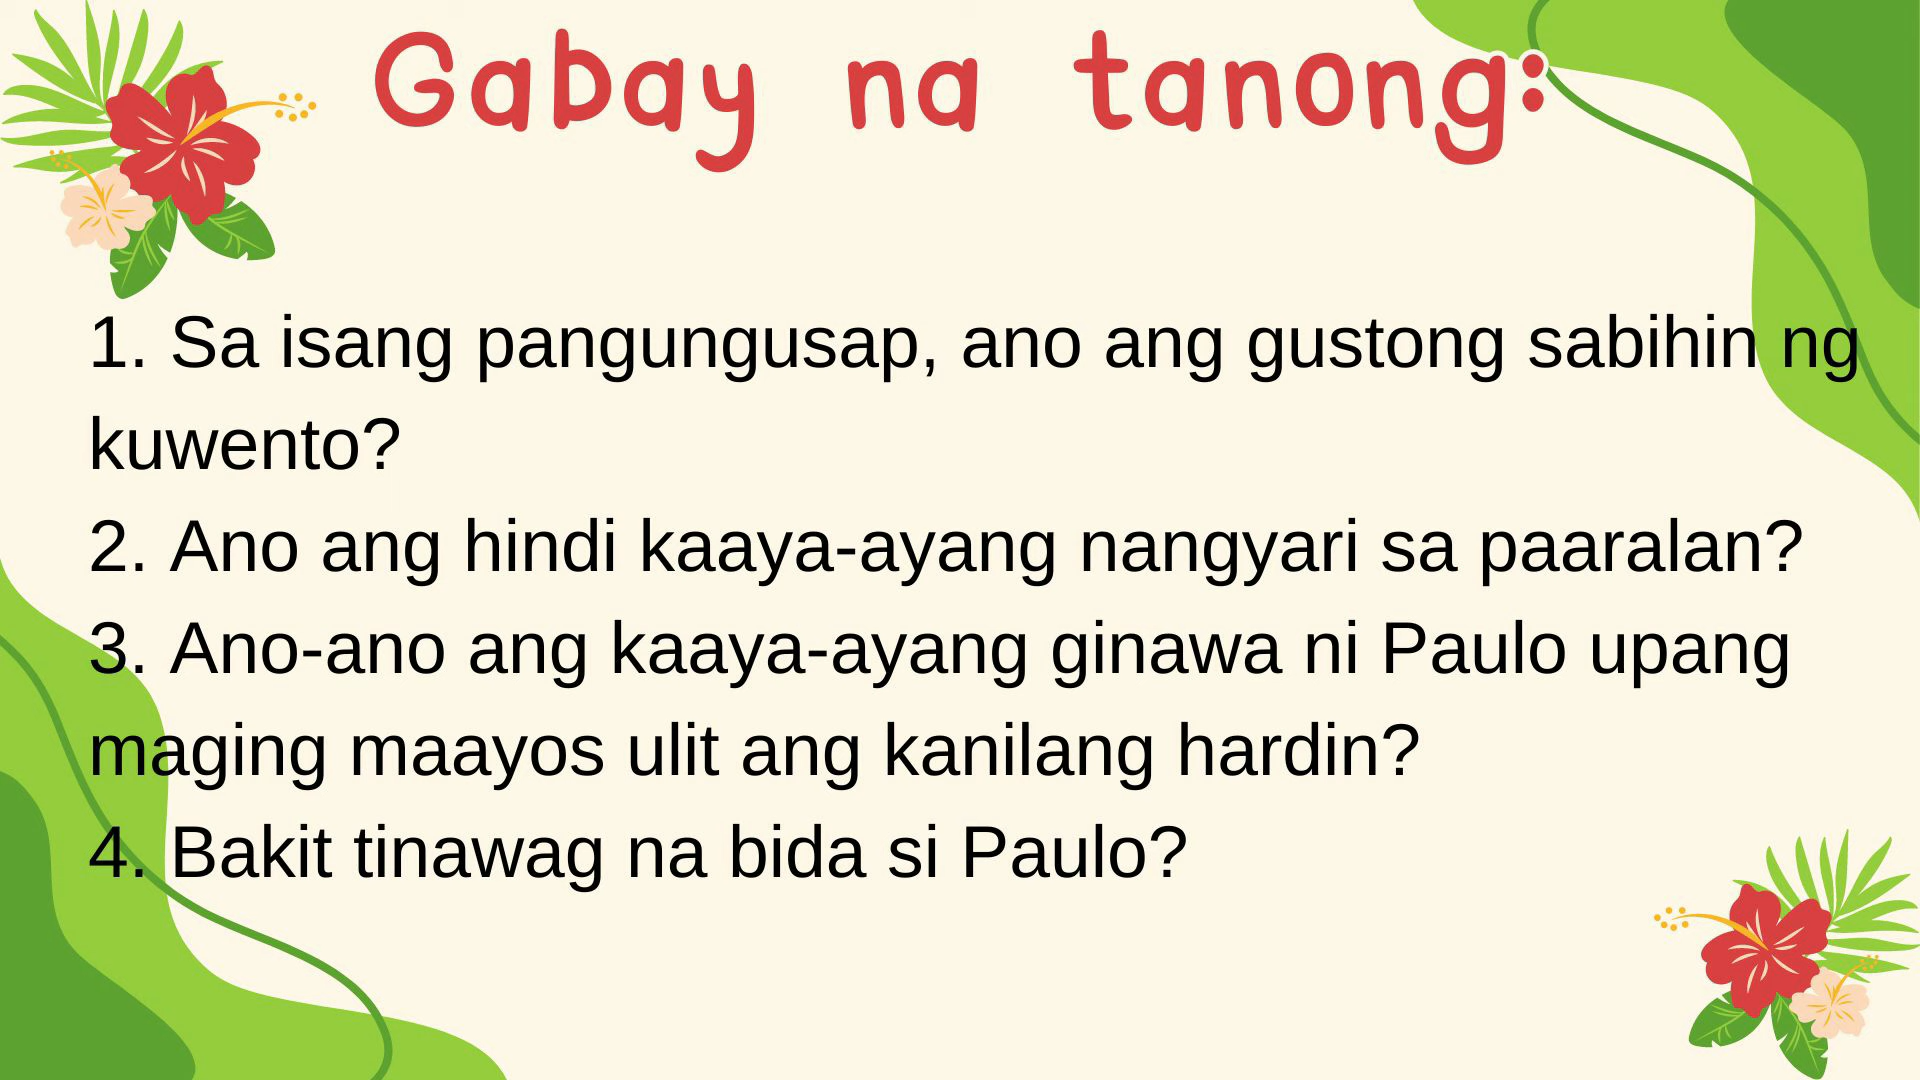 Gabay na tanong:
1. Sa isang pangungusap, ano ang gustong sabihin ng
kuwento?
2. Ano ang hindi kaaya-ayang nangyari sa paaralan?
3. Ano-ano ang kaaya-ayang ginawa ni Paulo upang
maging maayos ulit ang kanilang hardin?
4. Bakit tinawag na bida si Paulo?